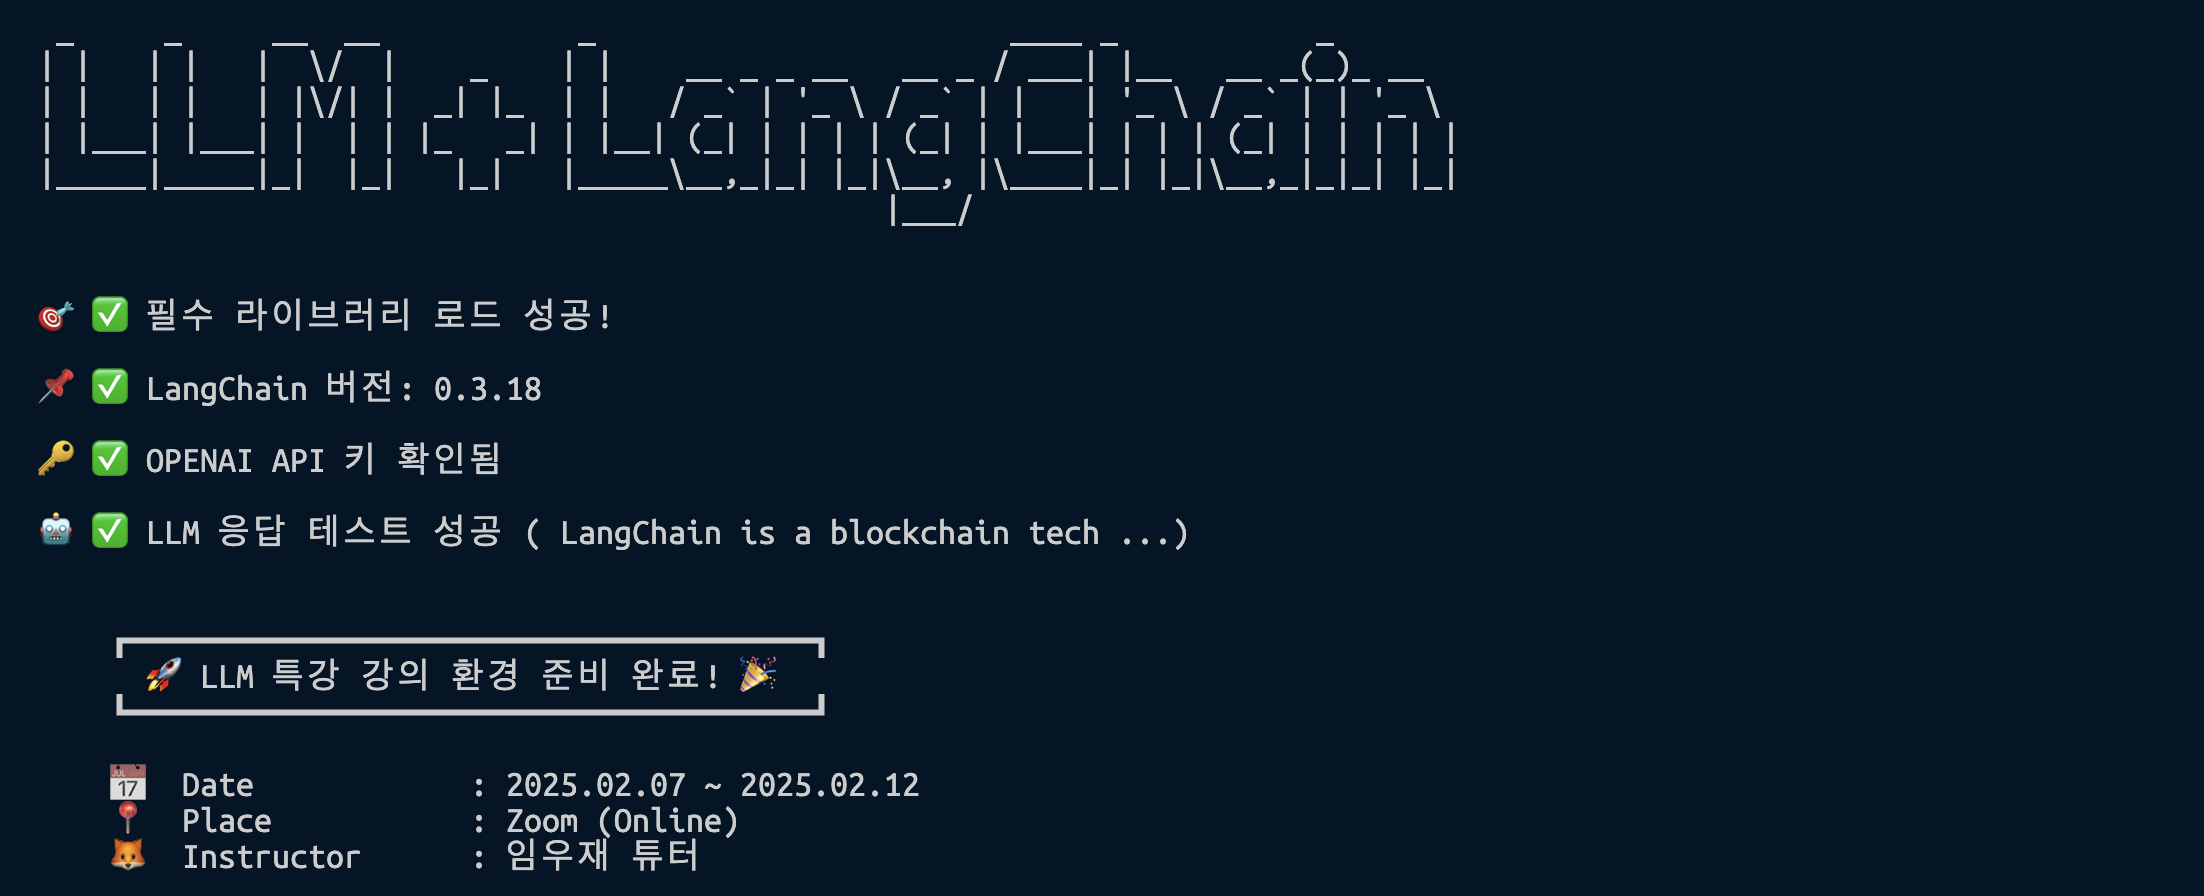 LLM + LangChain
🎯 ✅ 필수 라이브러리 로드 성공!
📌 ✅ LangChain 버전: 0.3.18
🔑 ✅ OPENAI API 키 확인됨
🤖 ✅ LLM 응답 테스트 성공 ( LangChain is a blockchain tech ...)
🚀 LLM 특강 강의 환경 준비 완료! 🎉
📅 Date : 2025.02.07 ~ 2025.02.12
📍 Place : Zoom (Online)
🦊 Instructor : 임우재 튜터